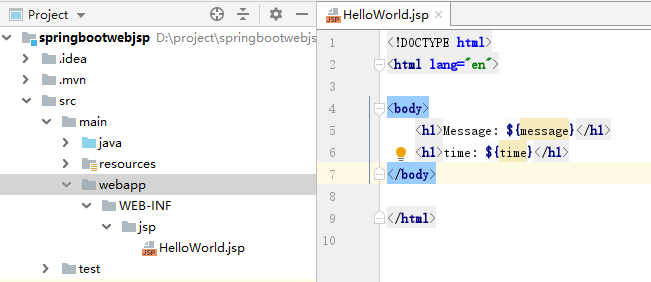 Project
springbootwebjsp D:\project\springbootwebjs
.idea
.mvn
src
main
java
resources
webapp
WEB-INF
jsp
HelloWorld.jsp
test
HelloWorld.jsp
1 <!DOCTYPE html>
2 <html lang="en">
3
4 <body>
5 <h1>Message: ${message}</h1>
6 <h1>time: ${time}</h1>
7 </body>
8
9 </html>
10